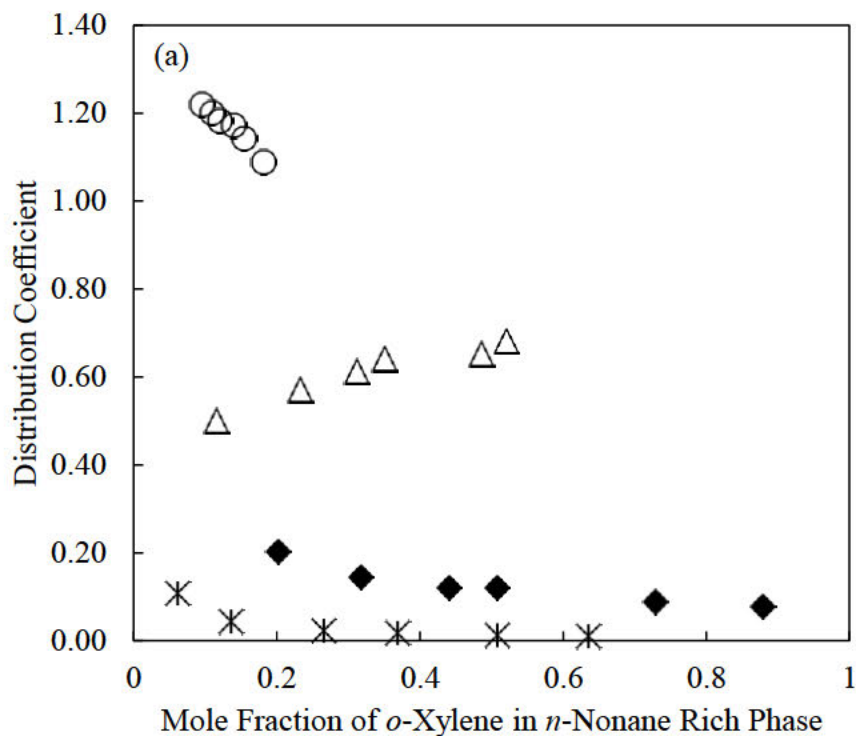 1.40
(a)
1.20
1.00
0.80
0.60
0.40
0.20
0.00
Distribution Coefficient
0 0.2 0.4 0.6 0.8 1
Mole Fraction of o-Xylene in n-Nonane Rich Phase